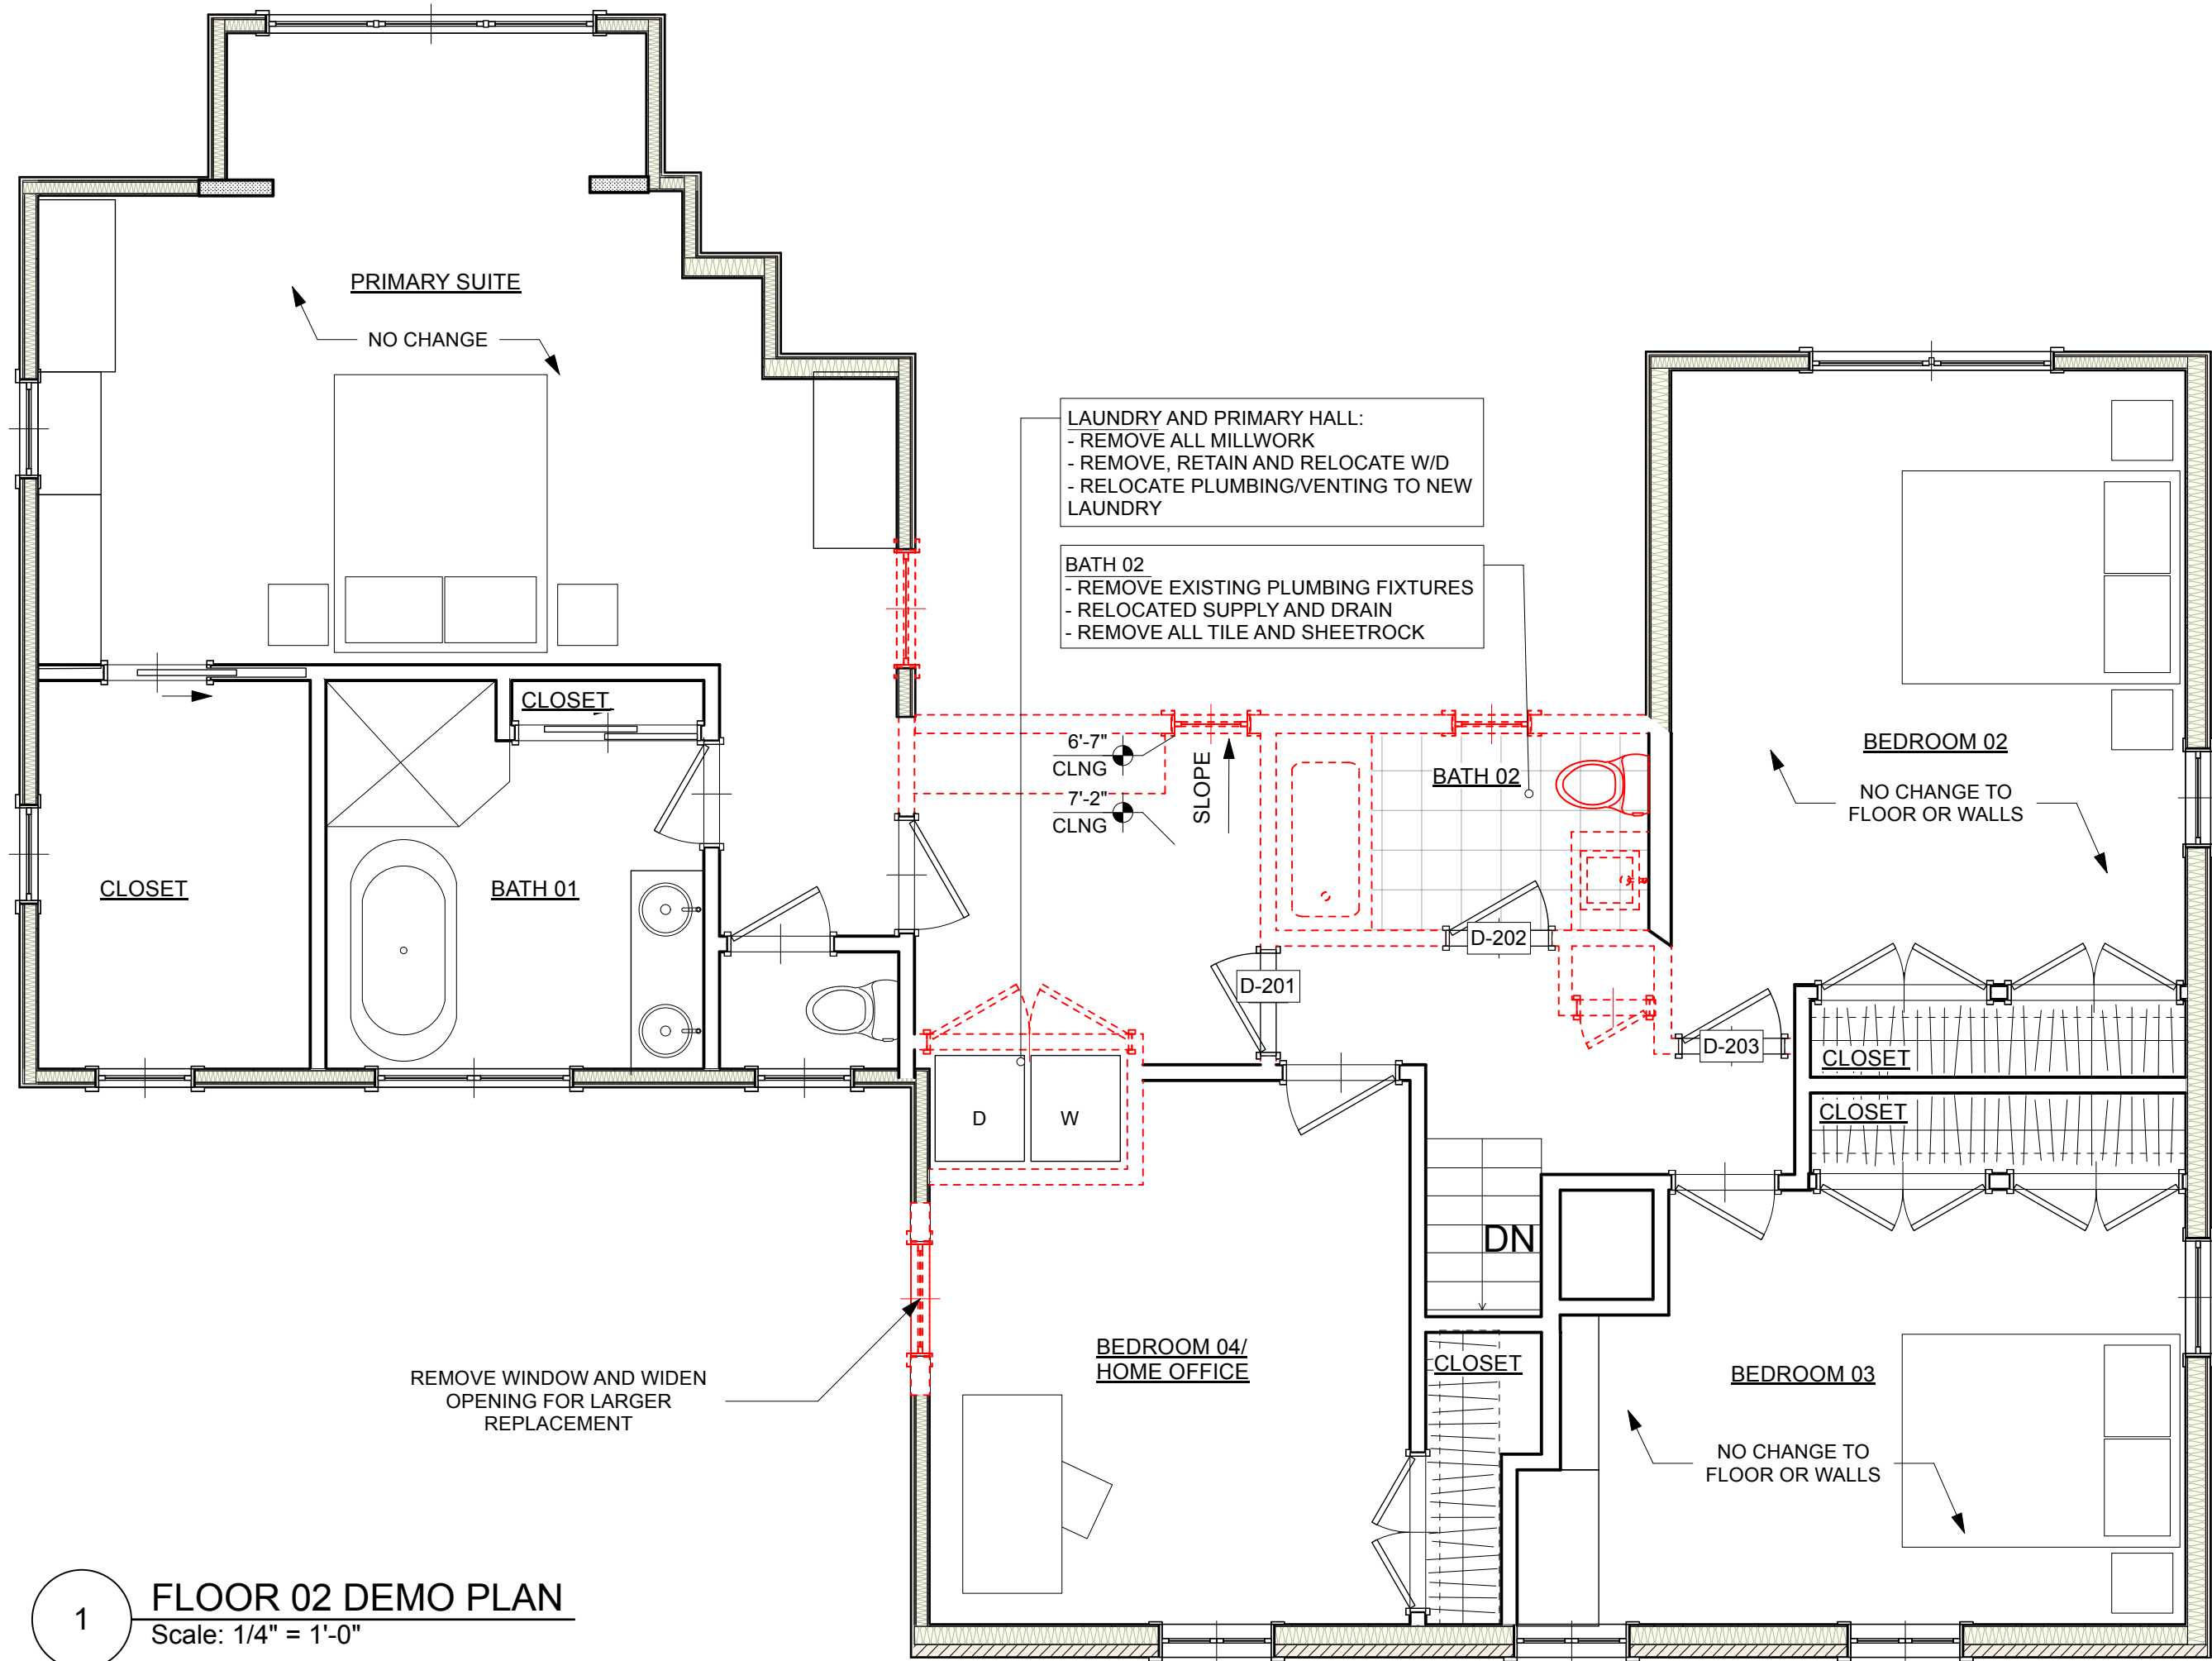 PRIMARY SUITE
NO CHANGE
LAUNDRY AND PRIMARY HALL:
- REMOVE ALL MILLWORK
- REMOVE, RETAIN AND RELOCATE W/D
- RELOCATE PLUMBING/VENTING TO NEW
LAUNDRY
BATH 02
- REMOVE EXISTING PLUMBING FIXTURES
- RELOCATED SUPPLY AND DRAIN
- REMOVE ALL TILE AND SHEETROCK
CLOSET
6'-7"
CLNG
7'-2"
CLNG
SLOPE
BATH 02
BEDROOM 02
NO CHANGE TO
FLOOR OR WALLS
CLOSET
BATH 01
D-202
D-201
D-203
CLOSET
CLOSET
D
W
DN
BEDROOM 04/
HOME OFFICE
CLOSET
BEDROOM 03
REMOVE WINDOW AND WIDEN
OPENING FOR LARGER
REPLACEMENT
NO CHANGE TO
FLOOR OR WALLS
1
FLOOR 02 DEMO PLAN
Scale: 1/4" = 1'-0"